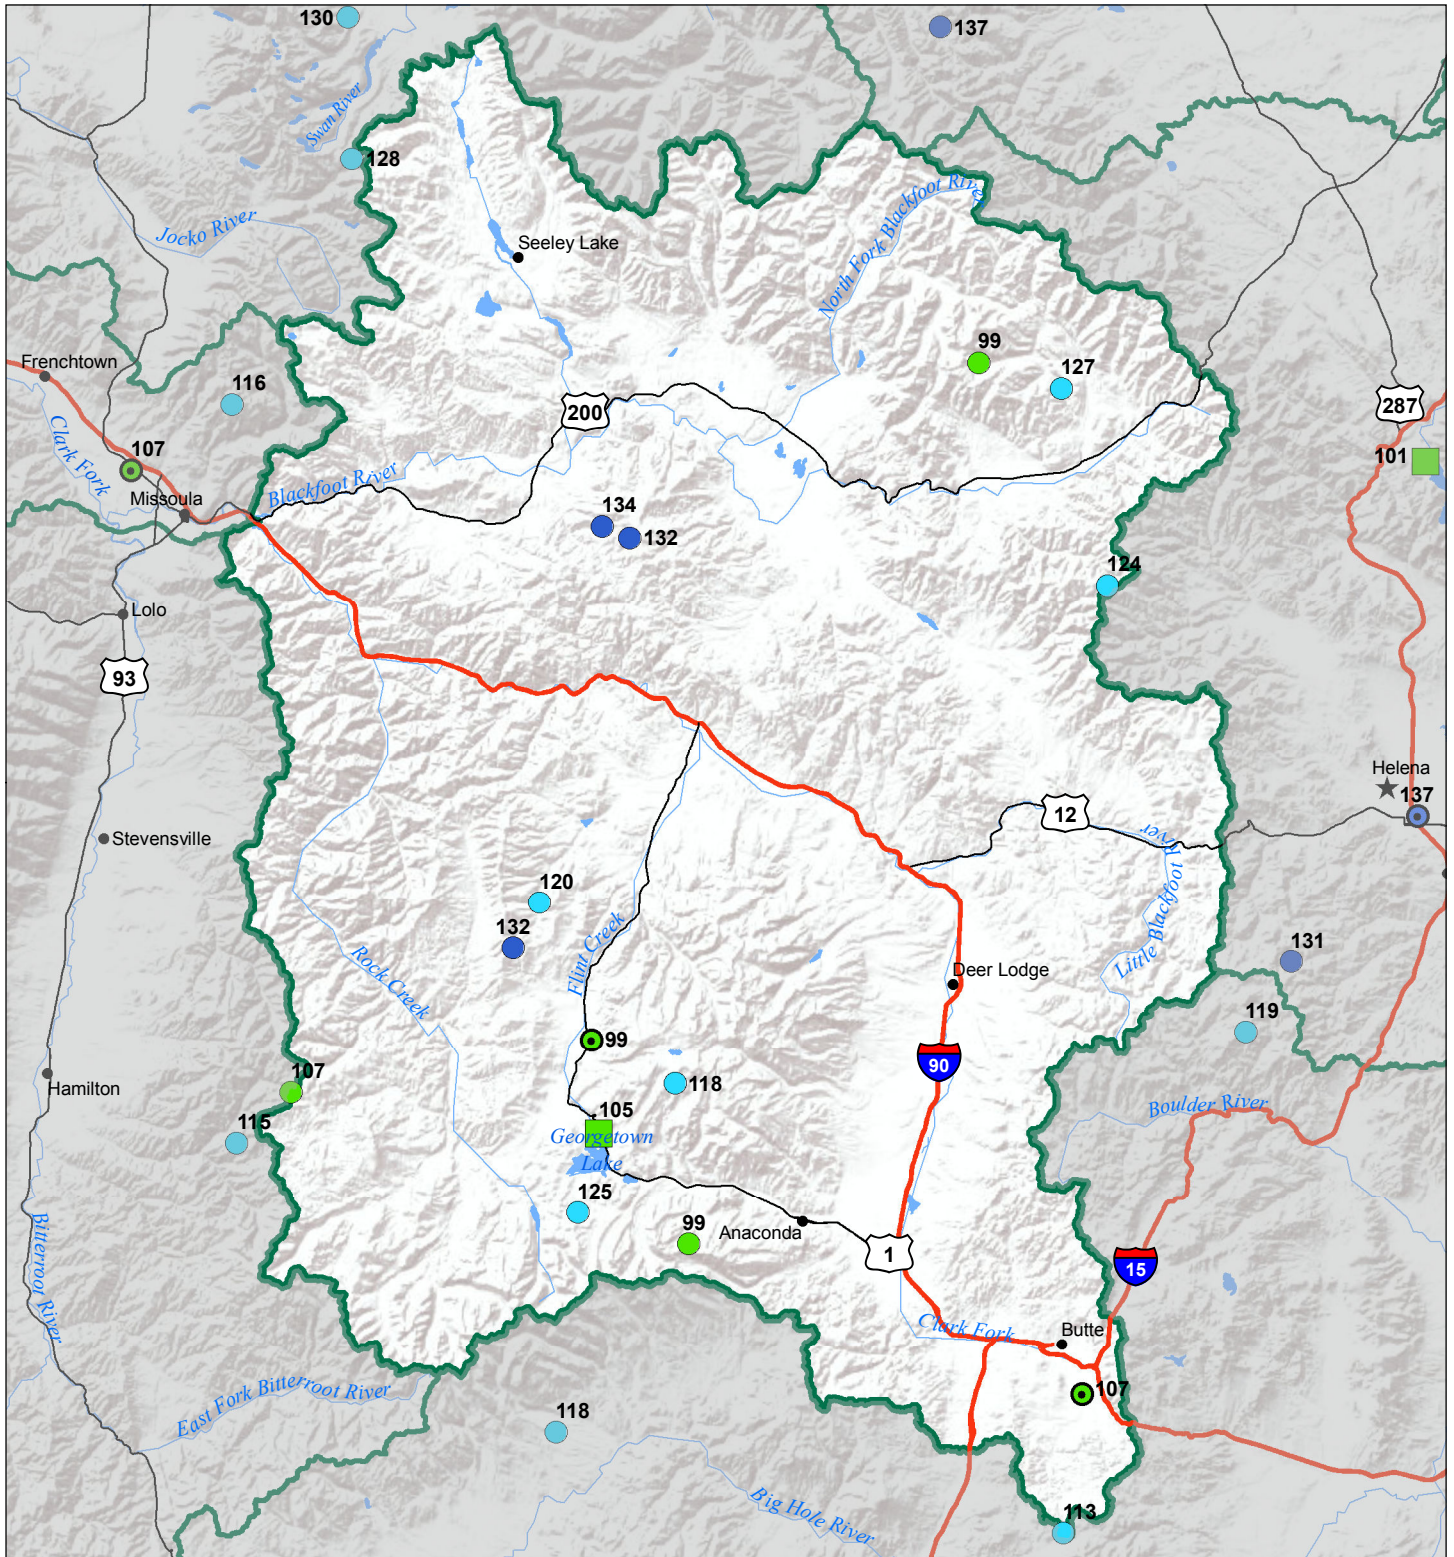 130
137
Swan River
128
North Fork Blackfoot River
Jocko River
Seeley Lake
Frenchtown
99
127
116
200
287
Clark Fork
107
101
Blackfoot River
Missoula
134
132
124
Lolo
93
Helena
137
12
Stevensville
Little Blackfoot River
120
132
Flint Creek
131
Rock Creek
Deer Lodge
119
99
90
107
118
Hamilton
Boulder River
105
115
Georgetown
Lake
125
99
Anaconda
1
15
Bitterroot River
Clark Fork
Butte
107
East Fork Bitterroot River
118
Big Hole River
113